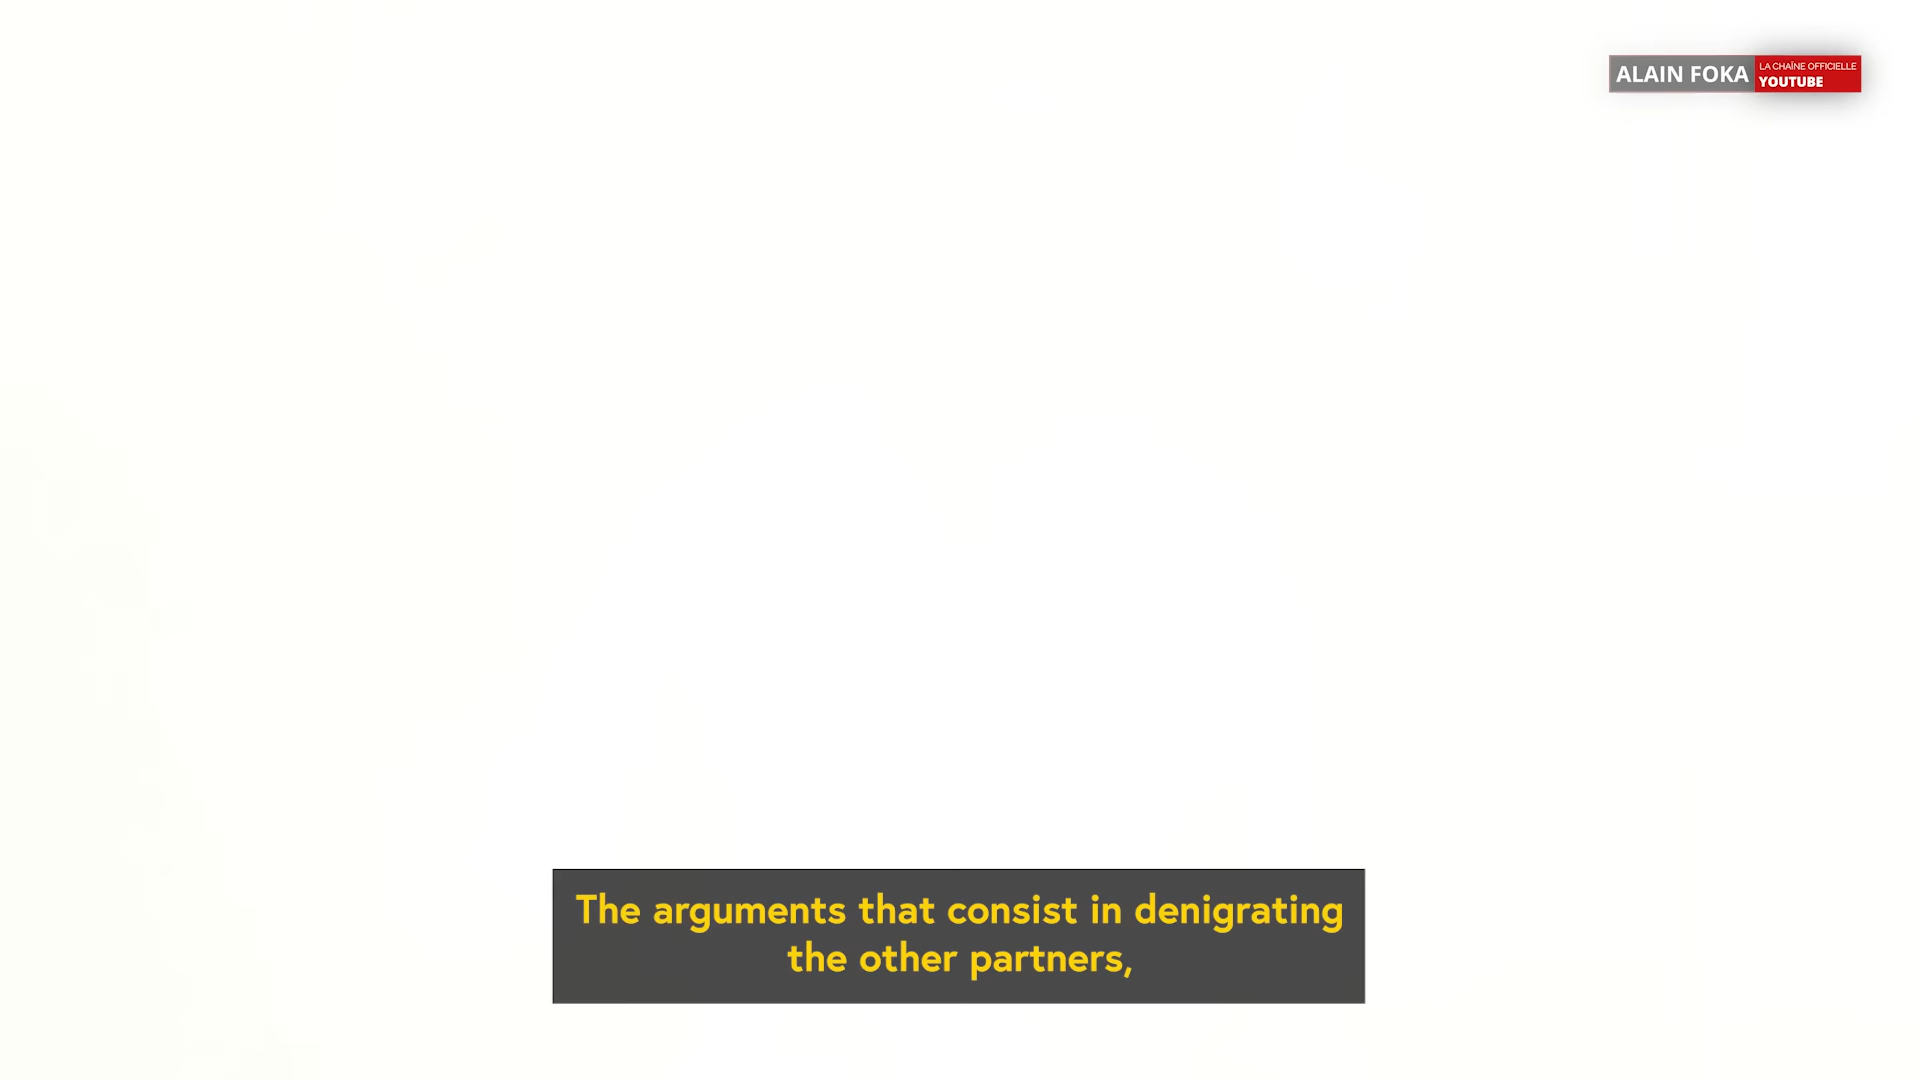 ALAIN FOKA
LA CHAÎNE OFFICIELLE
YOUTUBE
The arguments that consist in denigrating
the other partners,